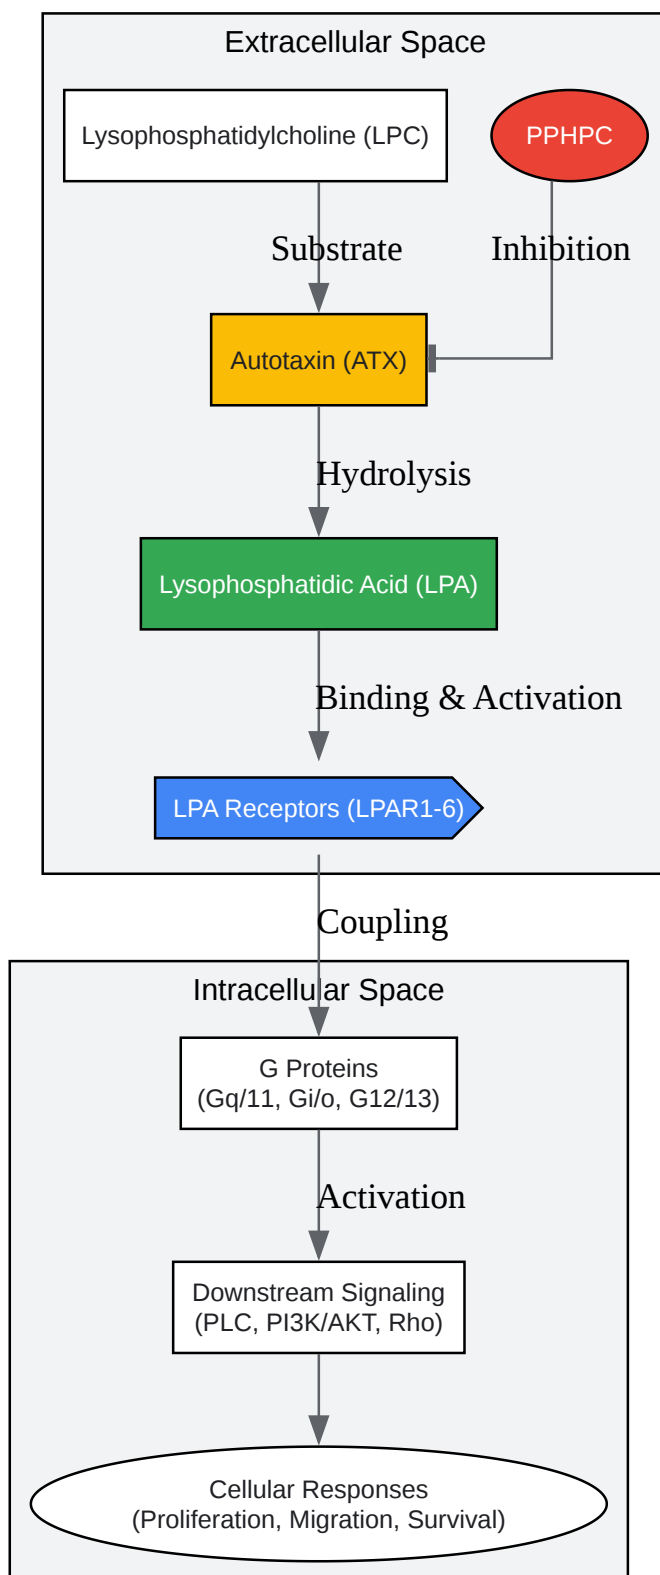 Extracellular Space
Lysophosphatidylcholine (LPC)
PPHPC
Substrate
Inhibition
Autotaxin (ATX)
Hydrolysis
Lysophosphatidic Acid (LPA)
Binding & Activation
LPA Receptors (LPAR1-6)
Coupling
Intracellular Space
G Proteins
(Gq/11, Gi/o, G12/13)
Activation
Downstream Signaling
(PLC, PI3K/AKT, Rho)
Cellular Responses
(Proliferation, Migration, Survival)